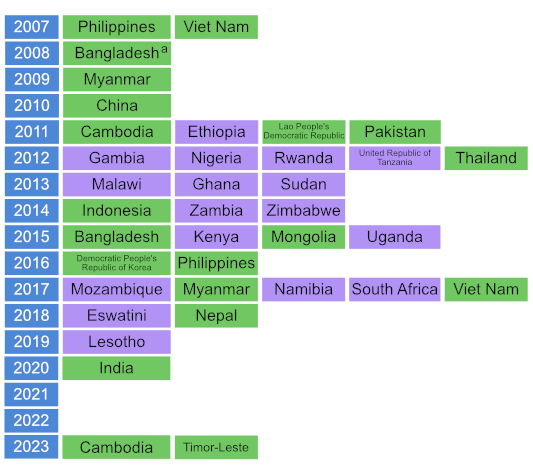 2007 Philippines Viet Nam
2008 Bangladesh a
2009 Myanmar
2010 China
2011 Cambodia Ethiopia Lao People's Democratic Republic Pakistan
2012 Gambia Nigeria Rwanda United Republic of Tanzania Thailand
2013 Malawi Ghana Sudan
2014 Indonesia Zambia Zimbabwe
2015 Bangladesh Kenya Mongolia Uganda
2016 Democratic People's Republic of Korea Philippines
2017 Mozambique Myanmar Namibia South Africa Viet Nam
2018 Eswatini Nepal
2019 Lesotho
2020 India
2021
2022
2023 Cambodia Timor-Leste